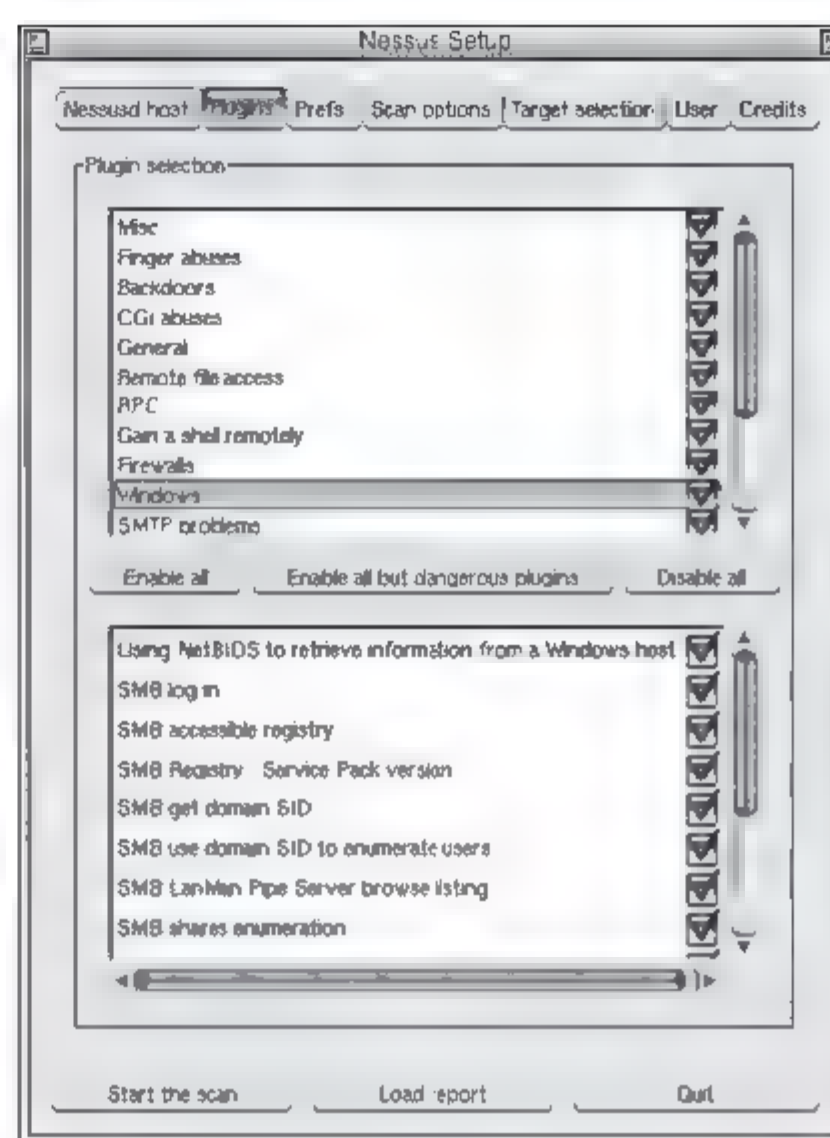 Nessus Setup
Nessusd host Plugins Prefs Scan options Target selection User Credits
Plugin selection
Misc
Finger abuses
Backdoors
CGI abuses
General
Remote file access
RPC
Gain a shell remotely
Firewalls
Windows
SMTP problems
Enable all Enable all but dangerous plugins Disable all
Using NetBIOS to retrieve information from a Windows host
SMB log in
SMB accessible registry
SMB Registry Service Pack version
SMB get domain SID
SMB use domain SID to enumerate users
SMB LanMan Pipe Server browse listing
SMB shares enumeration
Start the scan Load report Quit